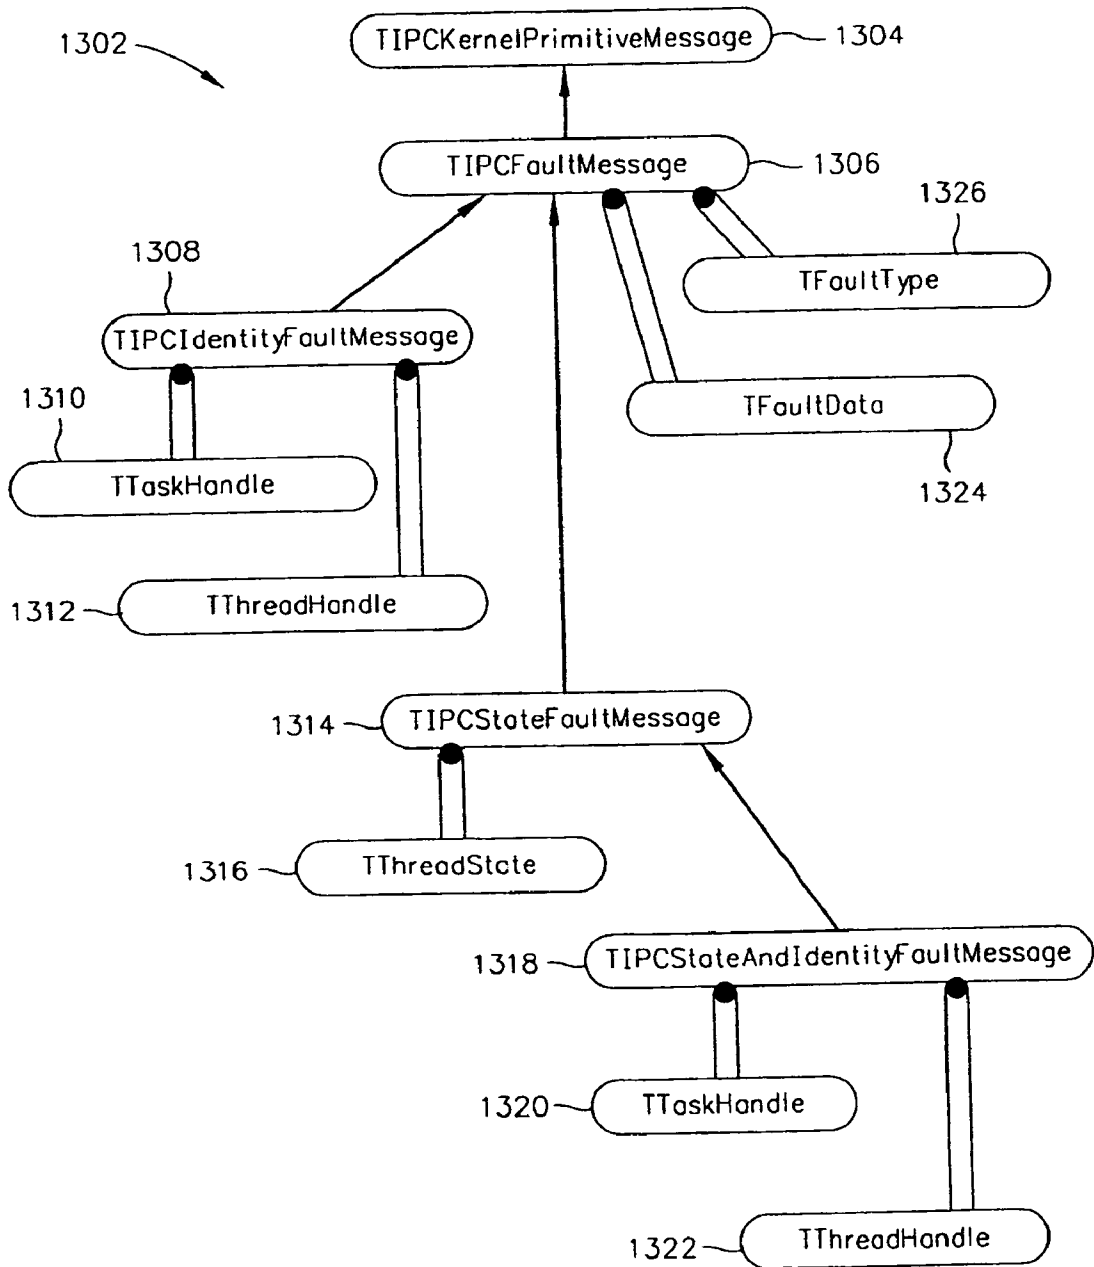 1302
TIPCKernelPrimitiveMessage
1304
TIPCFaultMessage
1306
1326
TFaultType
1308
TIPCIdentityFaultMessage
TFaultData
1324
1310
TTaskHandle
1312
TThreadHandle
1314
TIPCStateFaultMessage
1316
TThreadState
1318
TIPCStateAndIdentityFaultMessage
1320
TTaskHandle
1322
TThreadHandle